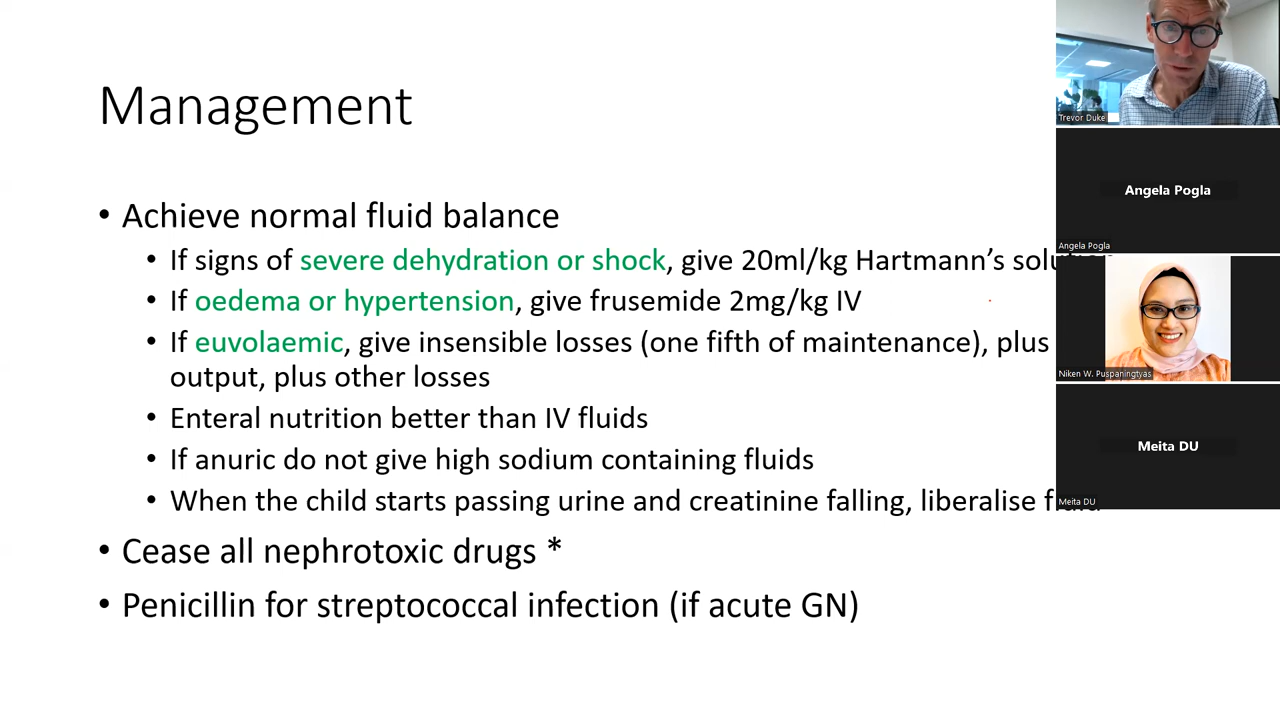 Management
• Achieve normal fluid balance
• If signs of severe dehydration or shock, give 20ml/kg Hartmann's
• If oedema or hypertension, give frusemide 2mg/kg IV
• If euvolaemic, give insensible losses (one fifth of maintenance), plus
output, plus other losses
• Enteral nutrition better than IV fluids
• If anuric do not give high sodium containing fluids
• When the child starts passing urine and creatinine falling, liberalise
• Cease all nephrotoxic drugs *
• Penicillin for streptococcal infection (if acute GN)
Trevor Duke
Angela Pogla
Angela Pogla
Niken W. Puspaningtyas
Meita DU
Meita DU